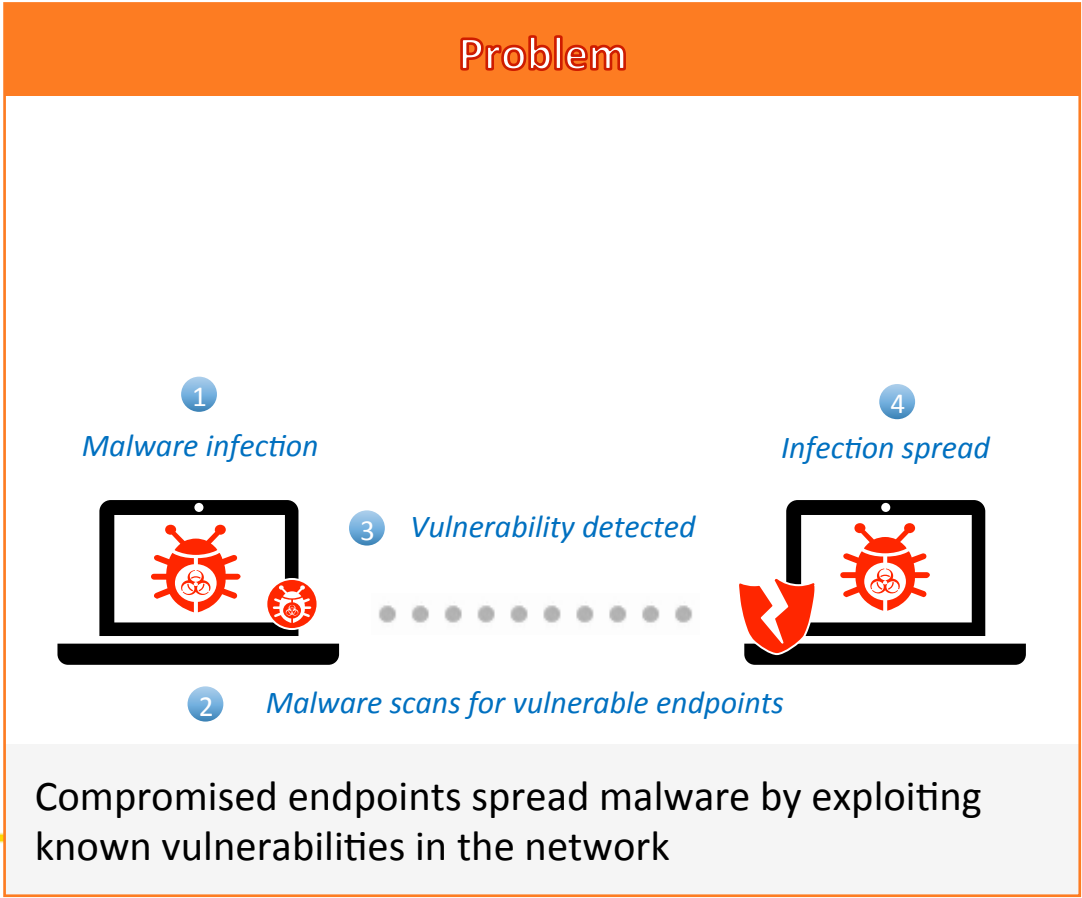 Problem
1
Malware infection
4
Infection spread
3 Vulnerability detected
2 Malware scans for vulnerable endpoints
Compromised endpoints spread malware by exploiting
known vulnerabilities in the network